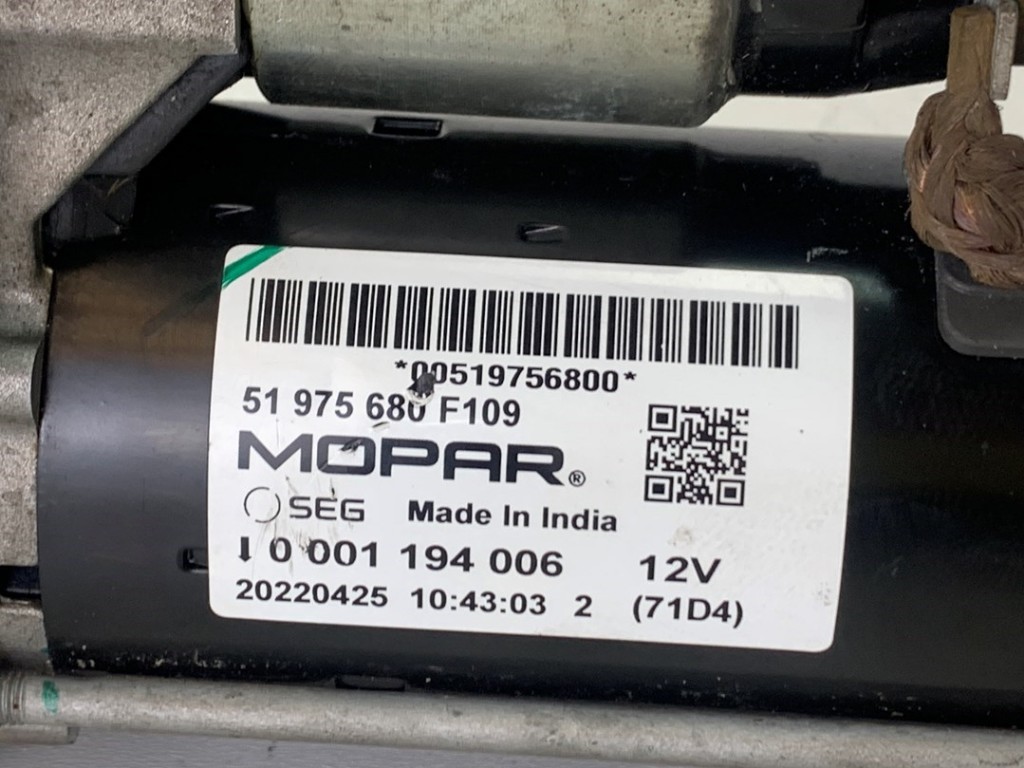 *00519756800*
51 975 680 F109
MOPAR®
SEG Made In India
⬇0 001 194 006 12V
20220425 10:43:03 2 (71D4)